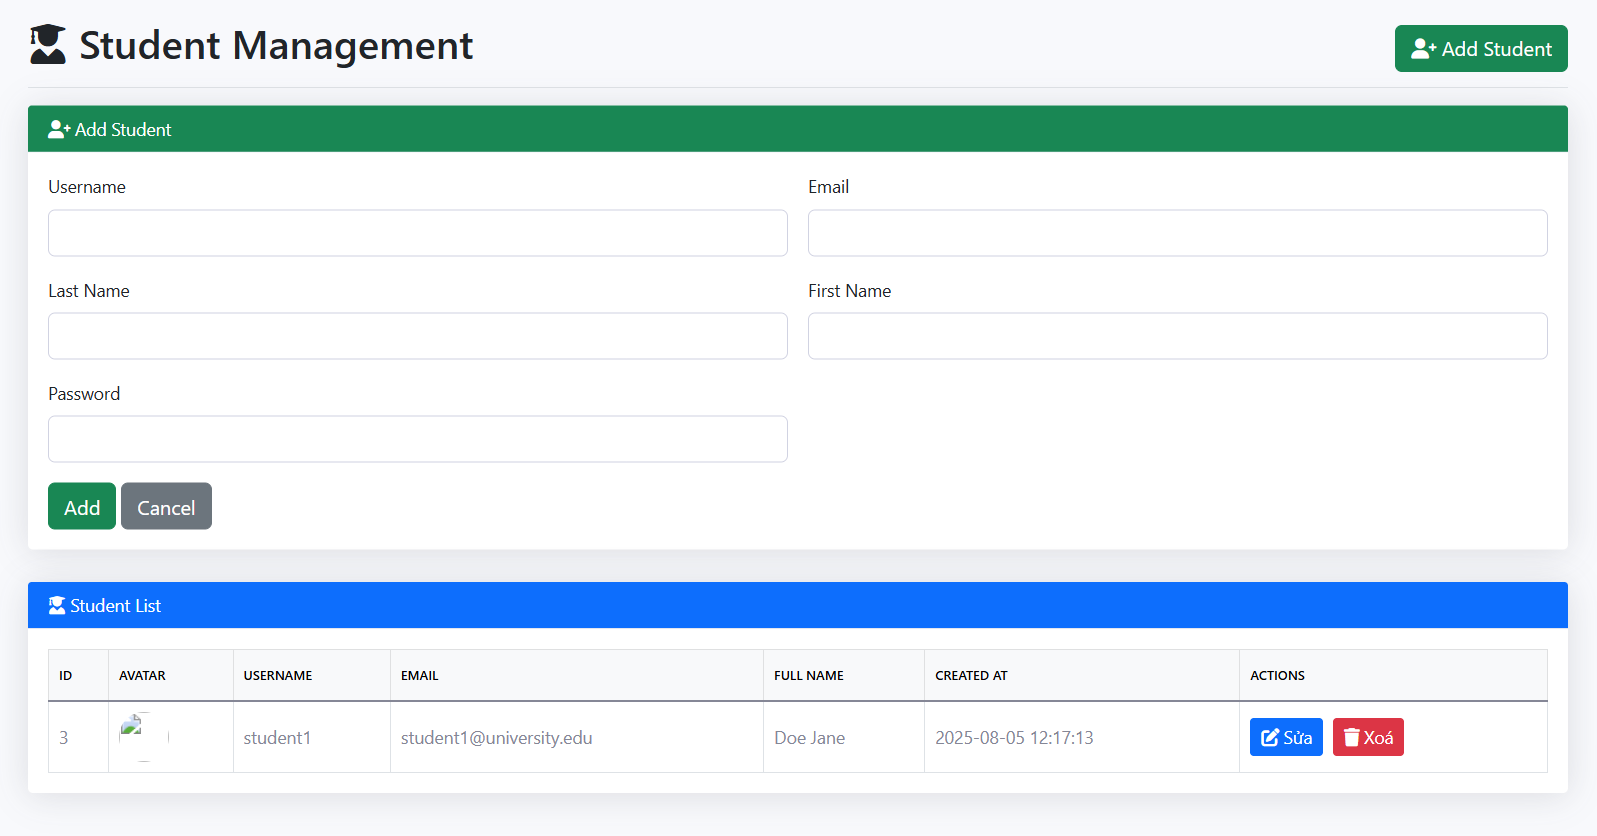 Student Management
Add Student
Add Student
Username
Email
Last Name
First Name
Password
Add Cancel
Student List
ID AVATAR USERNAME EMAIL FULL NAME CREATED AT ACTIONS
3 student1 student1@university.edu Doe Jane 2025-08-05 12:17:13 Sửa Xoá